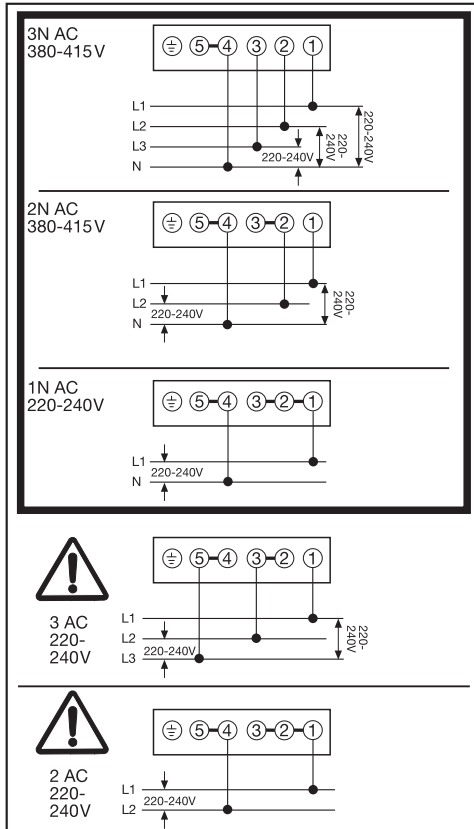 3N AC
380-415V
⏚ 5 4 3 2 1
L1
L2
L3
N
220-240V
220-
240V
220-240V
2N AC
380-415V
⏚ 5 4 3 2 1
L1
L2
N
220-240V
220-
240V
1N AC
220-240V
⏚ 5 4 3 2 1
L1
N
220-240V
⏚ 5 4 3 2 1
!
3 AC
220-
240V
L1
L2
L3
220-240V
220-
240V
⏚ 5 4 3 2 1
!
2 AC
220-
240V
L1
L2
220-240V